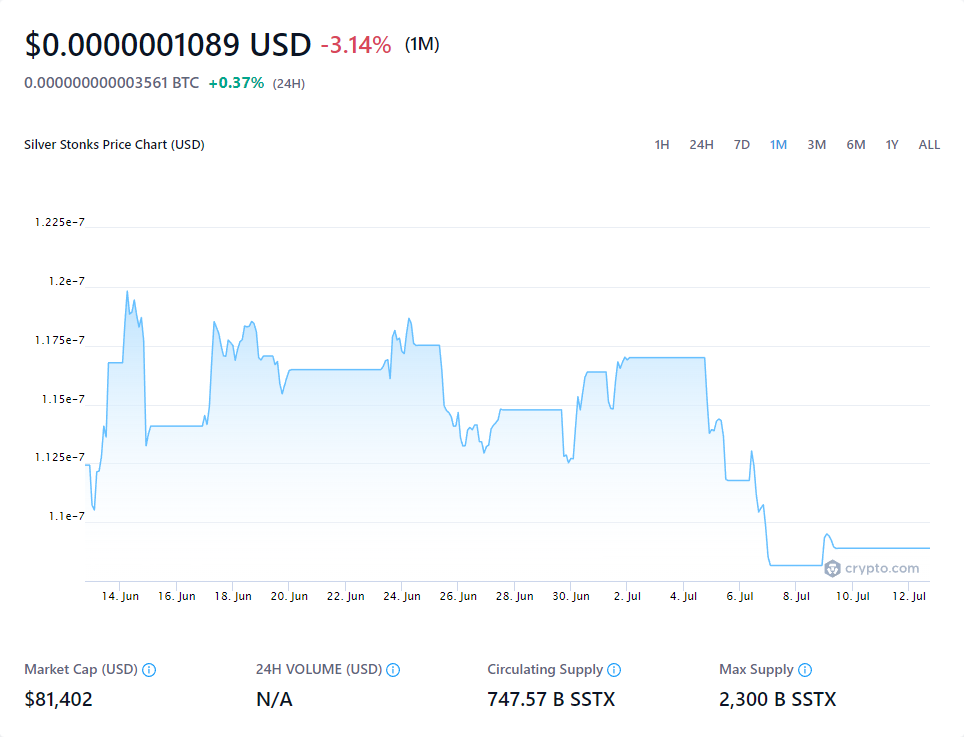 $0.0000001089 USD -3.14% (1M)
0.000000000003561 BTC +0.37% (24H)
Silver Stonks Price Chart (USD) 1H 24H 7D 1M 3M 6M 1Y ALL
1.225e-7
1.2e-7
1.175e-7
1.15e-7
1.125e-7
1.1e-7
crypto.com
14. Jun 16. Jun 18. Jun 20. Jun 22. Jun 24. Jun 26. Jun 28. Jun 30. Jun 2. Jul 4. Jul 6. Jul 8. Jul 10. Jul 12. Jul
Market Cap (USD) 24H VOLUME (USD) Circulating Supply Max Supply
$81,402 N/A 747.57 B SSTX 2,300 B SSTX